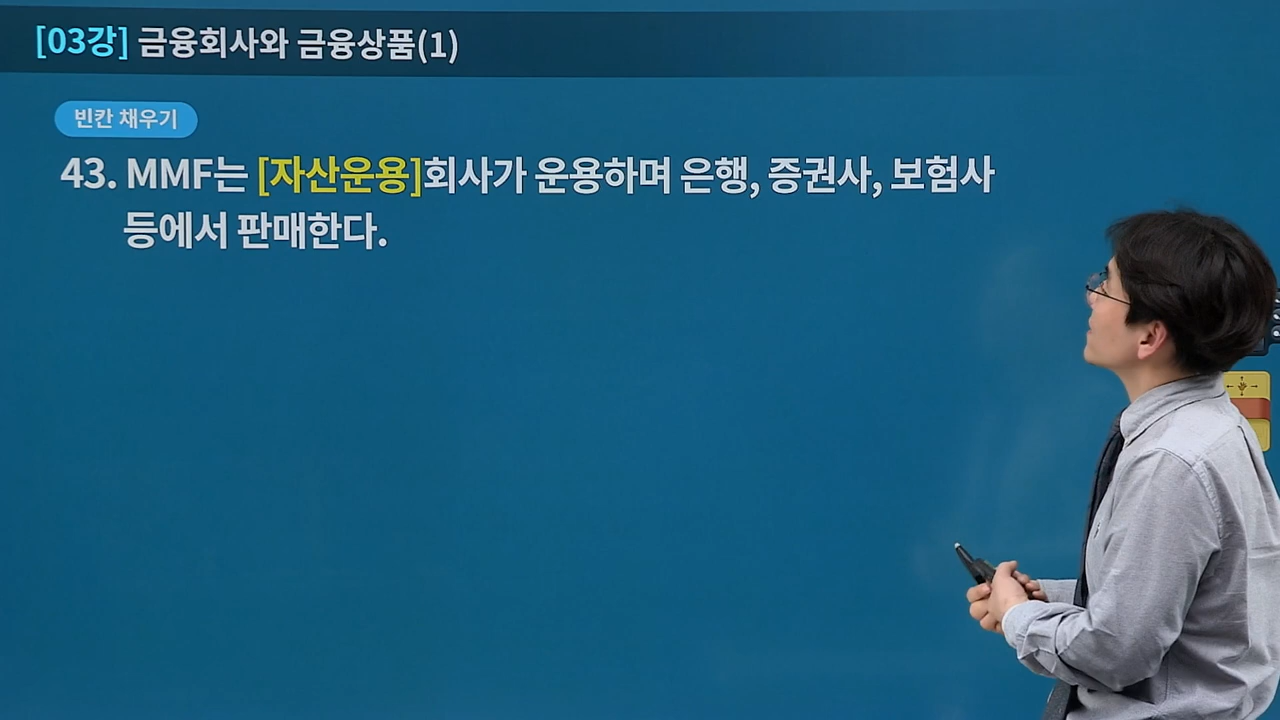 [03강] 금융회사와 금융상품(1)
빈칸 채우기
43. MMF는 [자산운용]회사가 운용하며 은행, 증권사, 보험사
등에서 판매한다.